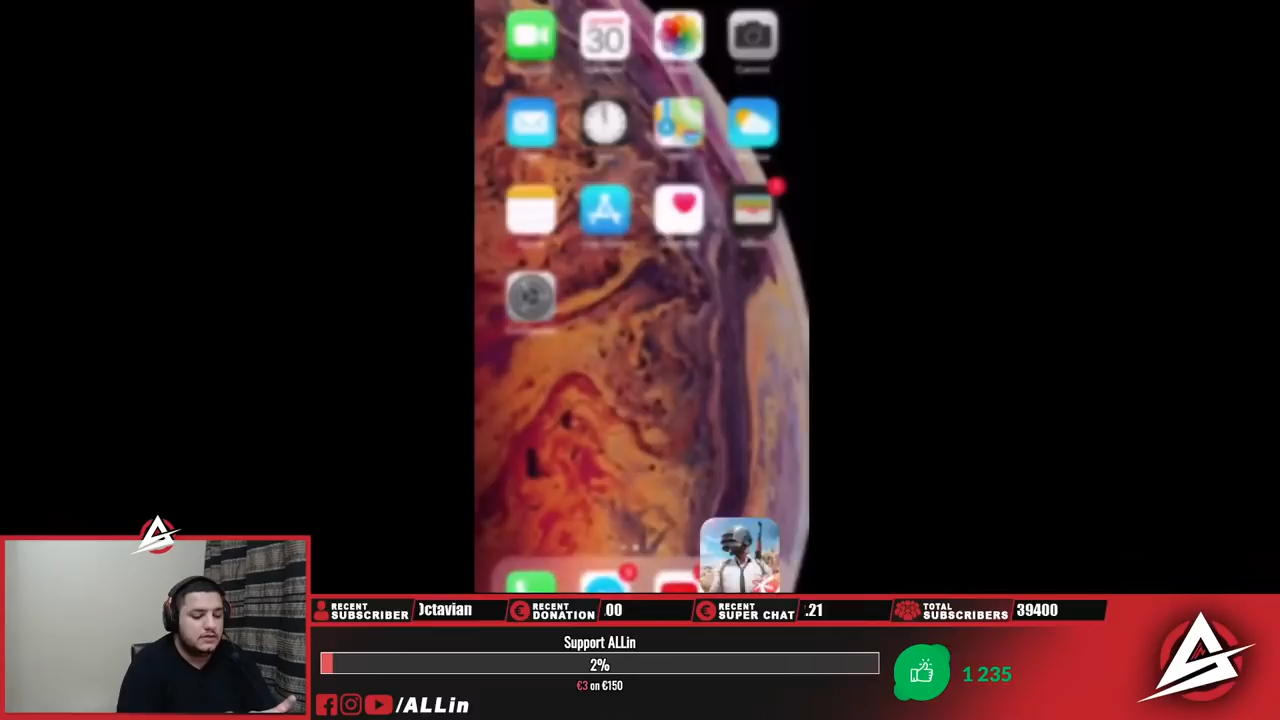 30
RECENT
SUBSCRIBER
Octavian
RECENT
DONATION
.00
RECENT
SUPER CHAT
.21
TOTAL
SUBSCRIBERS
39400
Support ALLin
2%
€3 on €150
1 235
/ALLin